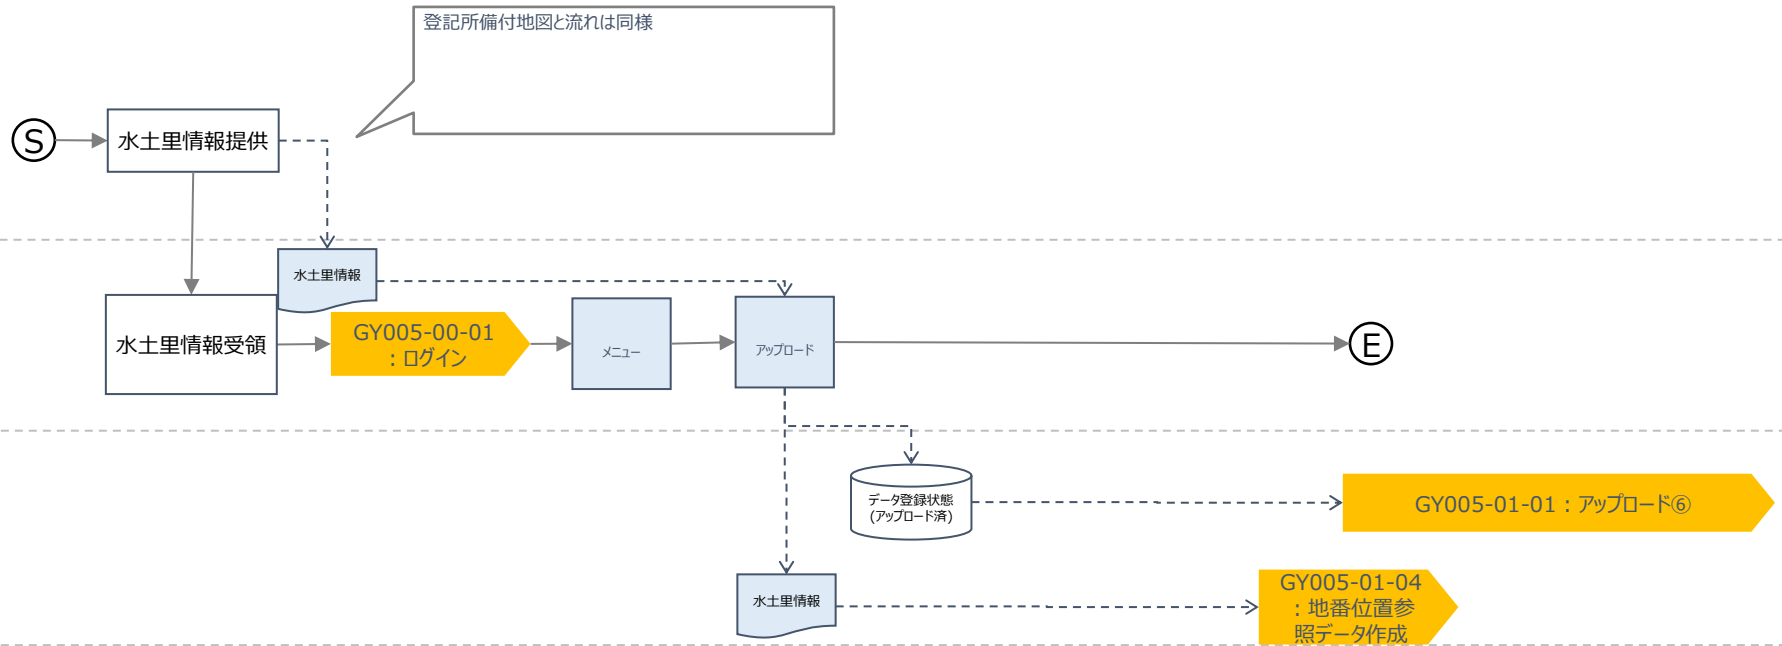 登記所備付地図と流れは同様
S
水土里情報提供
水土里情報
水土里情報受領
GY005-00-01
：ログイン
メニュー
アップロード
E
データ登録状態
(アップロード済)
GY005-01-01：アップロード⑥
水土里情報
GY005-01-04
：地番位置参
照データ作成